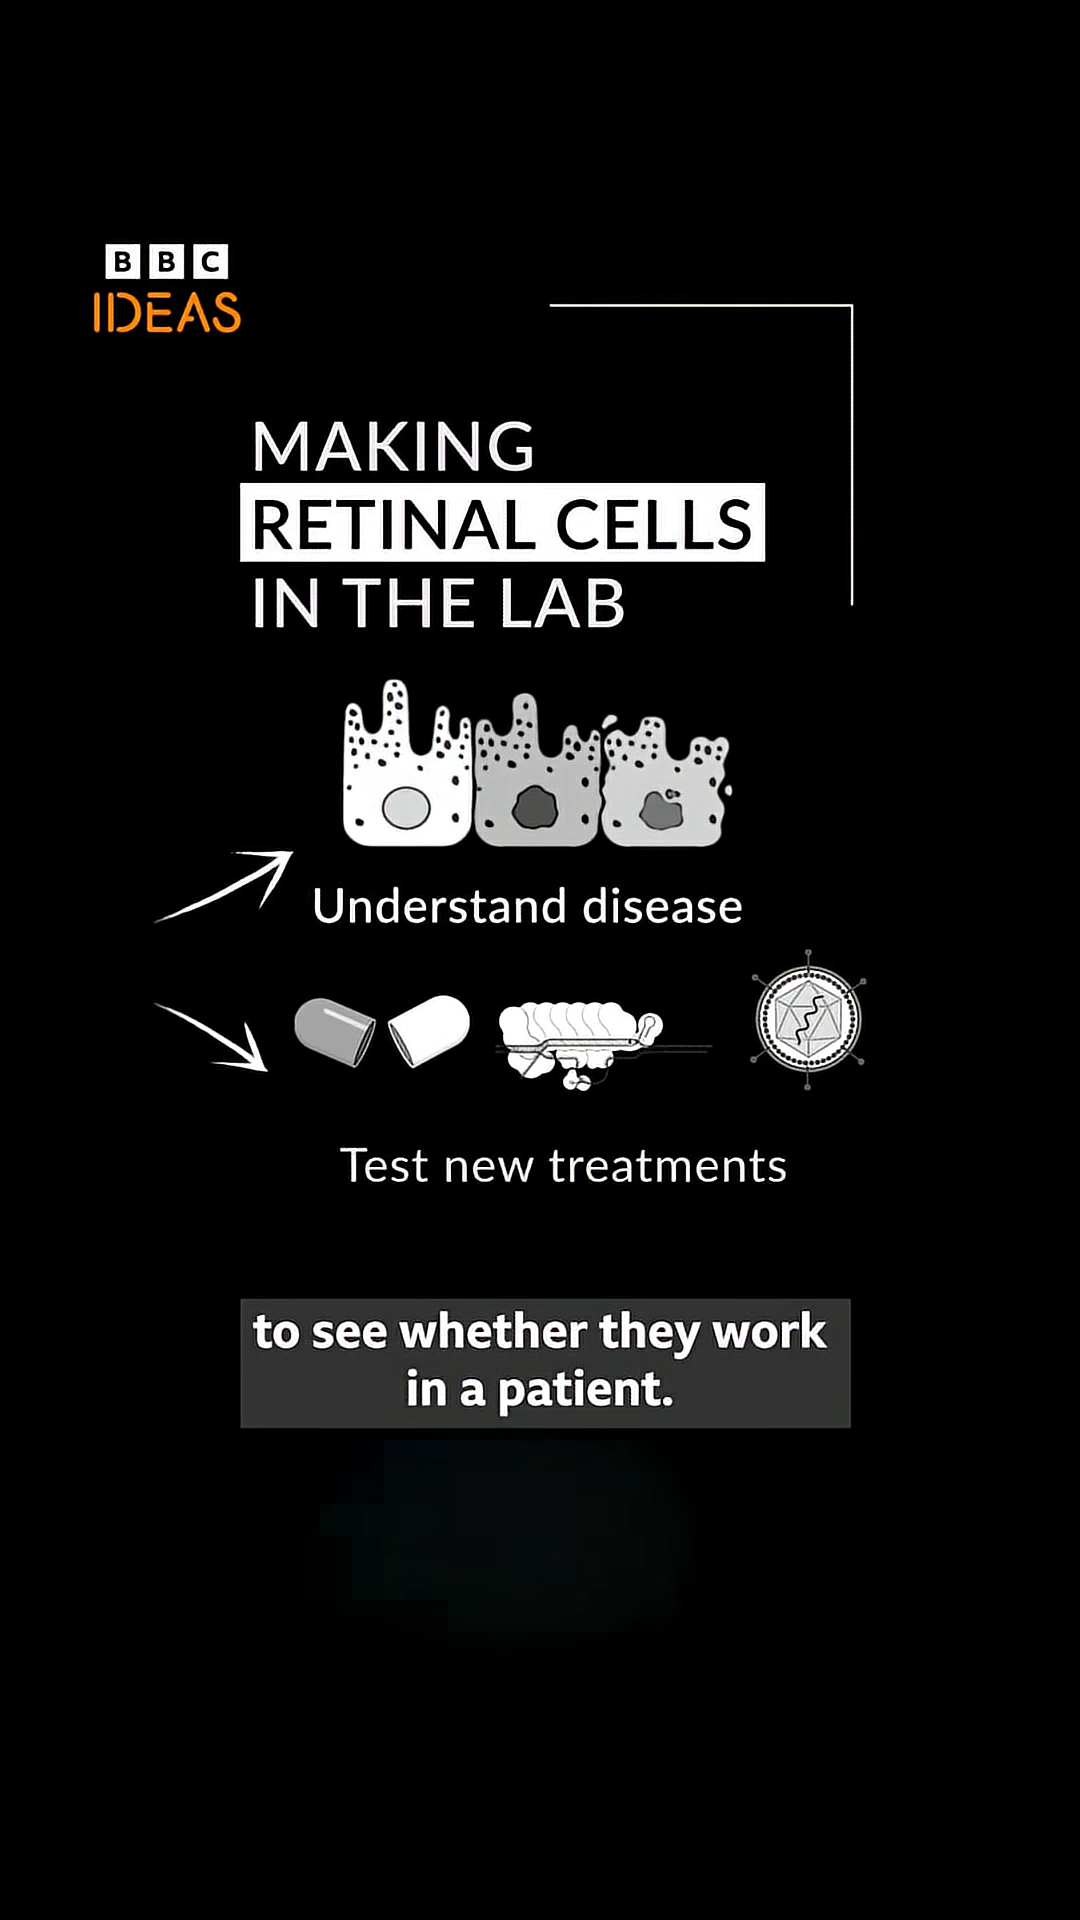 BBC
IDEAS
MAKING
RETINAL CELLS
IN THE LAB
Understand disease
Test new treatments
to see whether they work
in a patient.